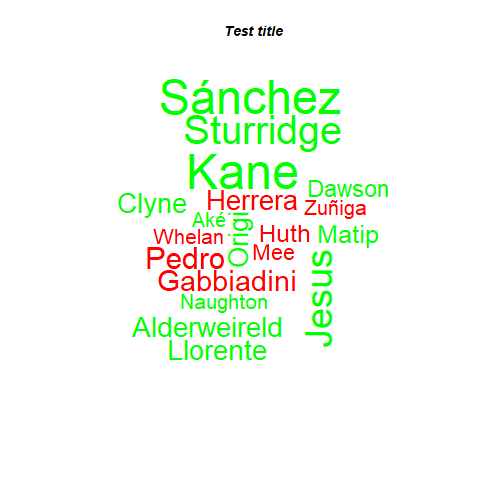 Test title
Sánchez
Sturridge
Kane
Dawson
Clyne
Herrera
Zuñiga
Aké
Origi
Whelan
Huth
Matip
Pedro
Mee
Gabbiadini
Jesus
Naughton
Alderweireld
Llorente